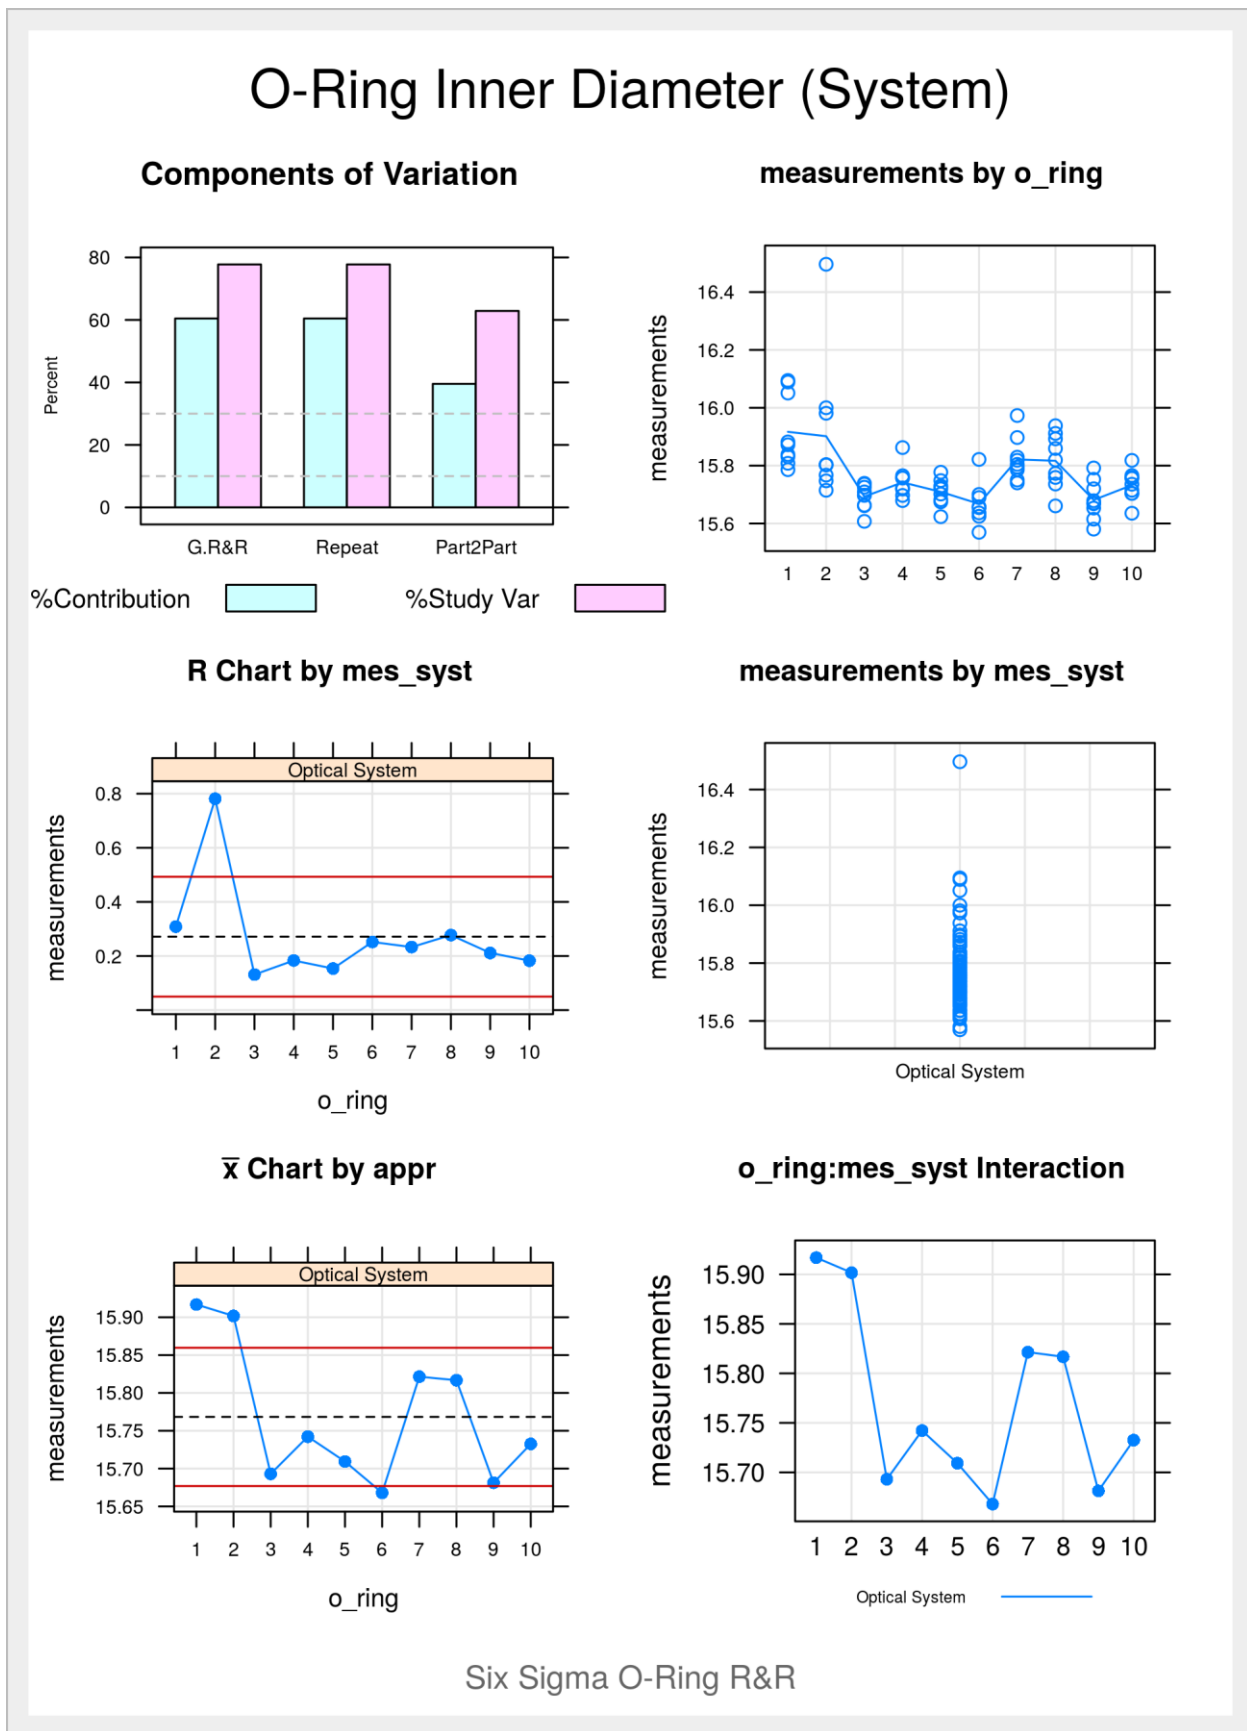 O-Ring Inner Diameter (System)
Components of Variation
Percent
80
60
40
20
0
G.R&R Repeat Part2Part
%Contribution %Study Var
measurements by o_ring
measurements
16.4
16.2
16.0
15.8
15.6
1 2 3 4 5 6 7 8 9 10
R Chart by mes_syst
Optical System
measurements
0.8
0.6
0.4
0.2
1 2 3 4 5 6 7 8 9 10
o_ring
measurements by mes_syst
measurements
16.4
16.2
16.0
15.8
15.6
Optical System
x̅ Chart by appr
Optical System
measurements
15.90
15.85
15.80
15.75
15.70
15.65
1 2 3 4 5 6 7 8 9 10
o_ring
o_ring:mes_syst Interaction
measurements
15.90
15.85
15.80
15.75
15.70
1 2 3 4 5 6 7 8 9 10
Optical System
Six Sigma O-Ring R&R